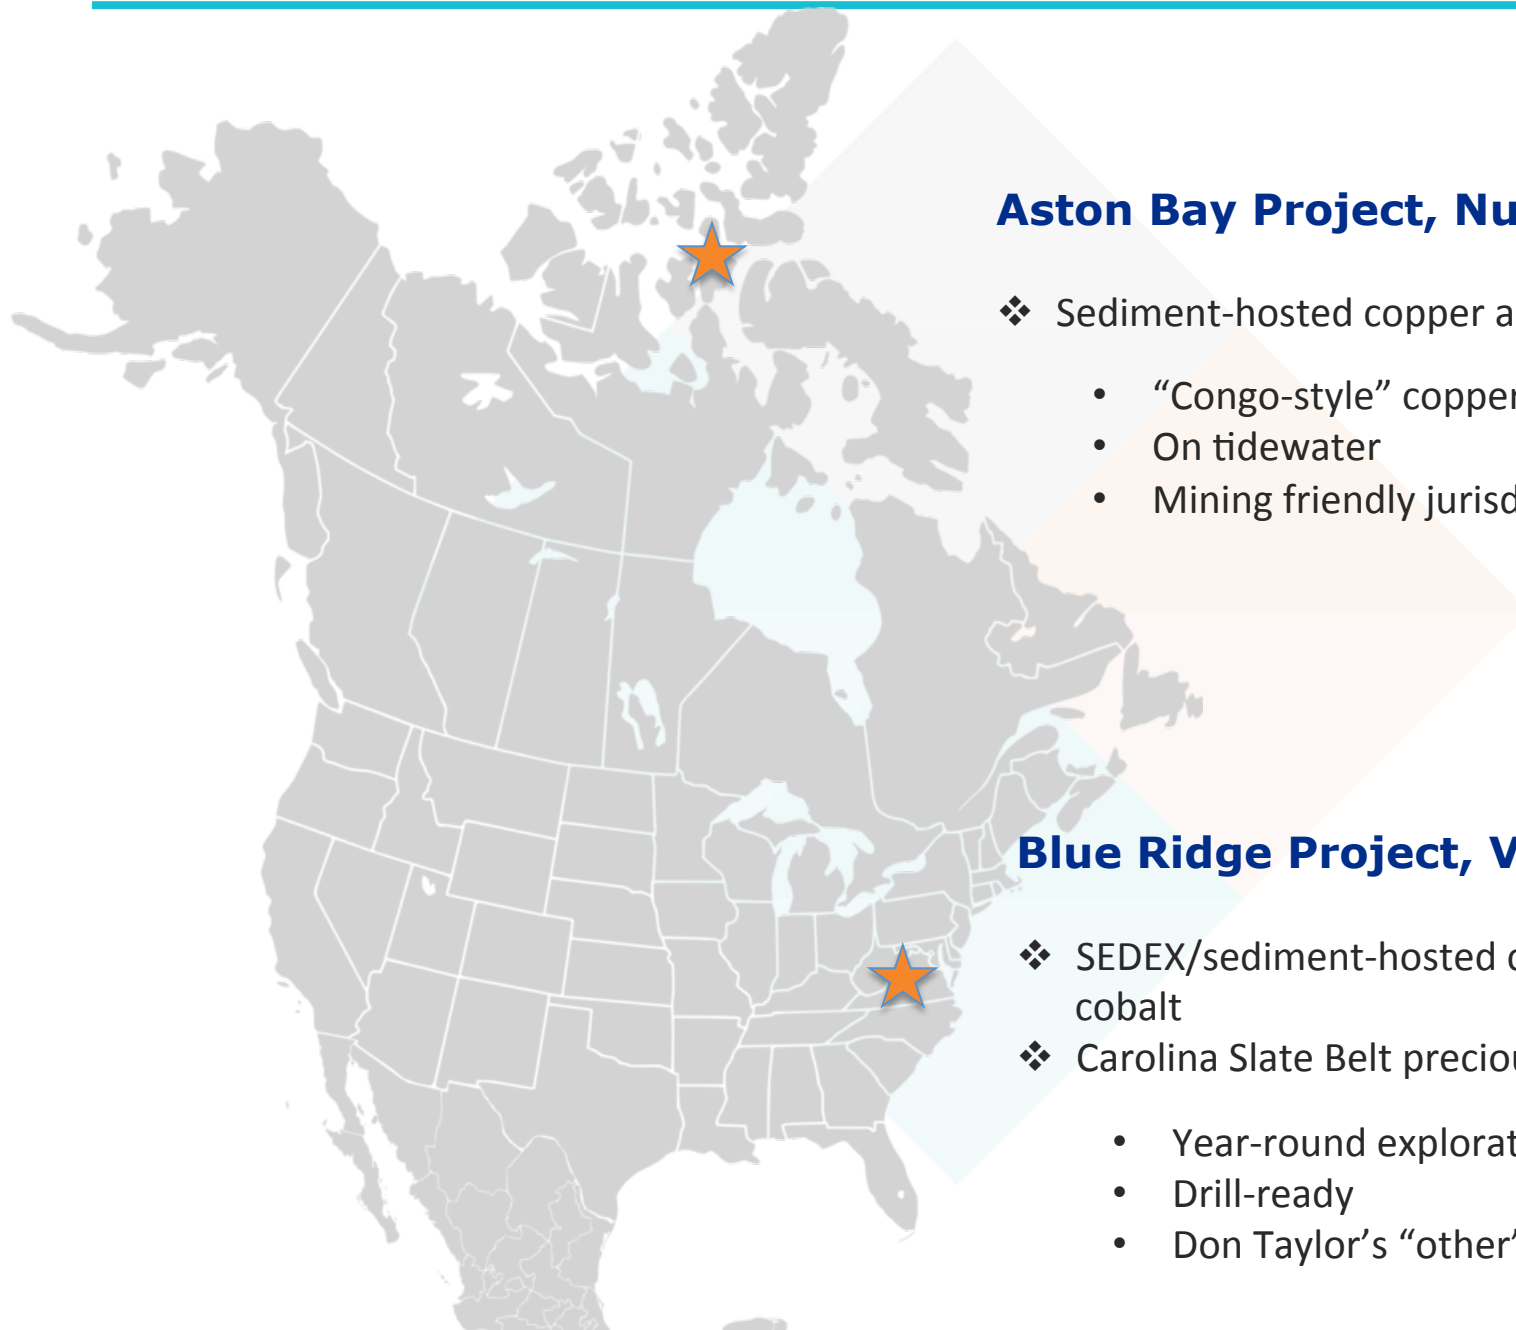 Aston Bay Project, Nu
❖ Sediment-hosted copper a
• “Congo-style” copper
• On tidewater
• Mining friendly jurisd
Blue Ridge Project, V
❖ SEDEX/sediment-hosted c
cobalt
❖ Carolina Slate Belt preciou
• Year-round explorat
• Drill-ready
• Don Taylor’s “other’